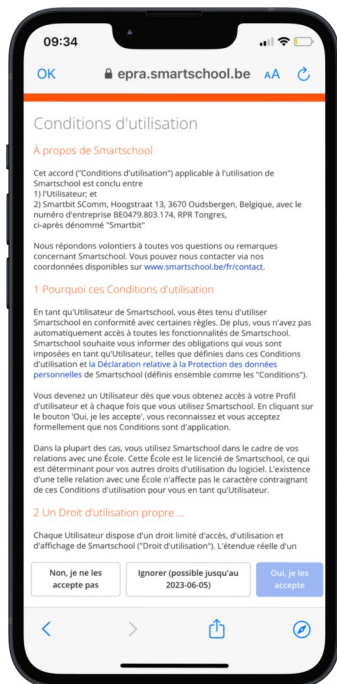 09:34
OK epra.smartschool.be AA
Conditions d'utilisation
À propos de Smartschool
Cet accord ("Conditions d'utilisation") applicable à l'utilisation de
Smartschool est conclu entre
1) l'Utilisateur; et
2) Smartbit SComm, Hoogstraat 13, 3670 Oudsbergen, Belgique, avec le
numéro d'entreprise BE0479.803.174, RPR Tongres,
ci-après dénommé "Smartbit"
Nous répondons volontiers à toutes vos questions ou remarques
concernant Smartschool. Vous pouvez nous contacter via nos
coordonnées disponibles sur www.smartschool.be/fr/contact.
1 Pourquoi ces Conditions d'utilisation
En tant qu'Utilisateur de Smartschool, vous êtes tenu d'utiliser
Smartschool en conformité avec certaines règles. De plus, vous n'avez pas
automatiquement accès à toutes les fonctionnalités de Smartschool.
Smartschool souhaite vous informer des obligations qui vous sont
imposées en tant qu'Utilisateur, telles que définies dans ces Conditions
d'utilisation et la Déclaration relative à la Protection des données
personnelles de Smartschool (définis ensemble comme les "Conditions").
Vous devenez un Utilisateur dès que vous obtenez accès à votre Profil
d'utilisateur et à chaque fois que vous utilisez Smartschool. En cliquant sur
le bouton 'Oui, je les accepte', vous reconnaissez et vous acceptez
formellement que nos Conditions sont d'application.
Dans la plupart des cas, vous utilisez Smartschool dans le cadre de vos
relations avec une École. Cette École est le licencié de Smartschool, ce qui
est déterminant pour vos autres droits d'utilisation du logiciel. L'existence
d'une telle relation avec une École n'affecte pas le caractère contraignant
de ces Conditions d'utilisation pour vous en tant qu'Utilisateur.
2 Un Droit d'utilisation propre ...
Chaque Utilisateur dispose d'un droit limité d'accès, d'utilisation et
d'affichage de Smartschool ("Droit d'utilisation"). L'étendue réelle d'un
Non, je ne les
accepte pas
Ignorer (possible jusqu'au
2023-06-05)
Oui, je les
accepte